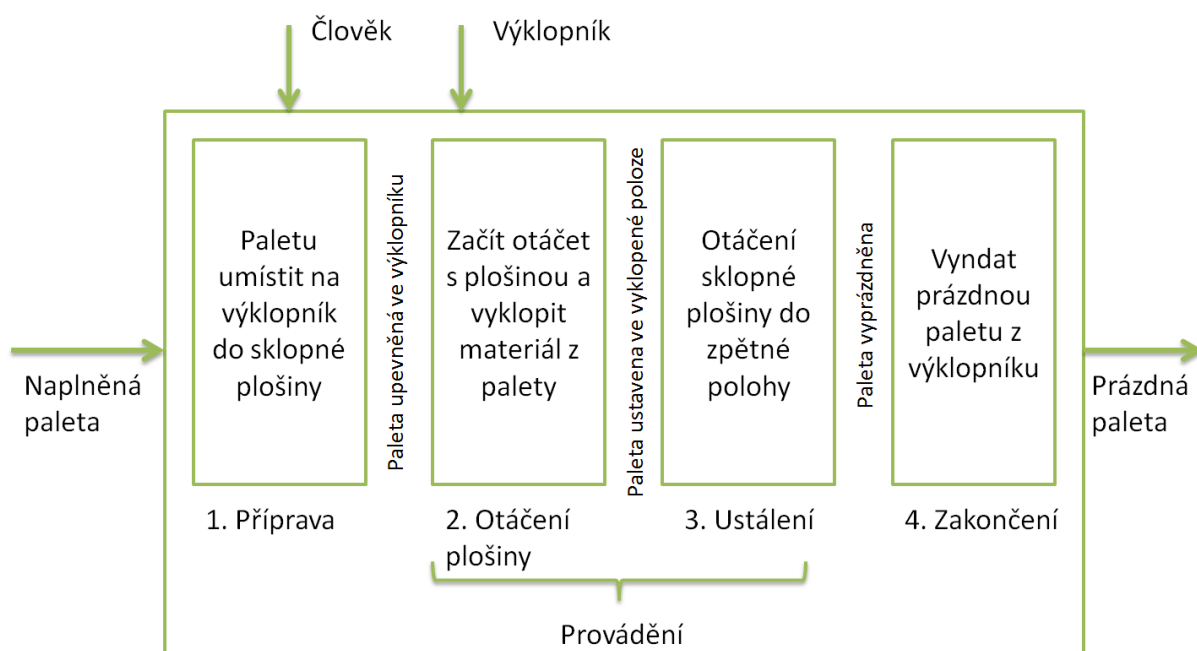 Člověk
Výklopník
Naplněná
paleta
Paletu
umístit na
výklopník
do sklopné
plošiny
Paleta upevněná ve výklopníku
Začít otáčet
s plošinou a
vyklopit
materiál z
palety
Paleta ustavena ve vyklopené poloze
Otáčení
sklopné
plošiny do
zpětné
polohy
Paleta vyprázdněna
Vyndat
prázdnou
paletu z
výklopníku
Prázdná
paleta
1. Příprava
2. Otáčení
plošiny
3. Ustálení
4. Zakončení
Provádění